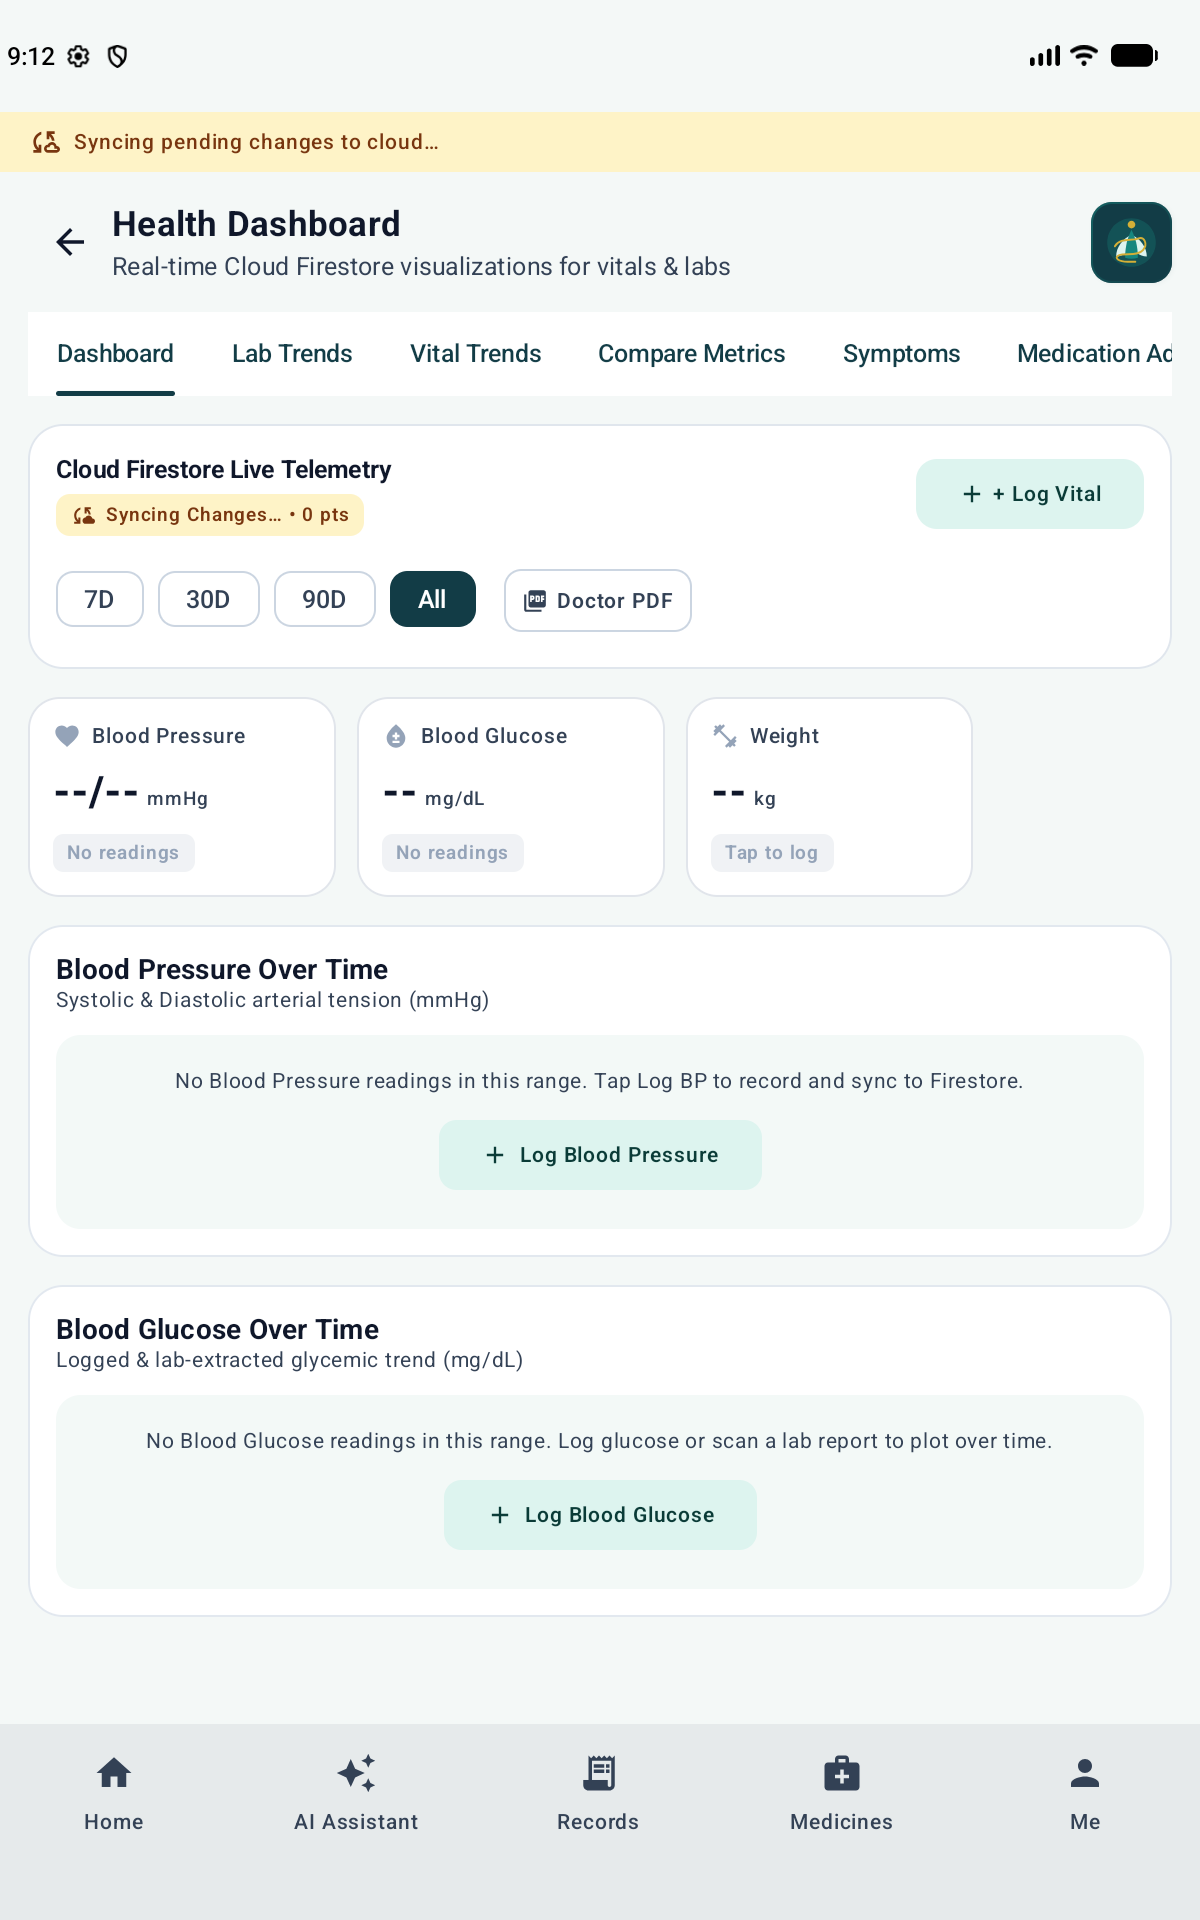 9:12
Syncing pending changes to cloud…
Health Dashboard
Real-time Cloud Firestore visualizations for vitals & labs
Dashboard
Lab Trends
Vital Trends
Compare Metrics
Symptoms
Medication Ad
Cloud Firestore Live Telemetry
Syncing Changes… • 0 pts
+ Log Vital
7D
30D
90D
All
PDF
Doctor PDF
Blood Pressure
--/-- mmHg
No readings
Blood Glucose
-- mg/dL
No readings
Weight
-- kg
Tap to log
Blood Pressure Over Time
Systolic & Diastolic arterial tension (mmHg)
No Blood Pressure readings in this range. Tap Log BP to record and sync to Firestore.
Log Blood Pressure
Blood Glucose Over Time
Logged & lab-extracted glycemic trend (mg/dL)
No Blood Glucose readings in this range. Log glucose or scan a lab report to plot over time.
Log Blood Glucose
Home
AI Assistant
Records
Medicines
Me